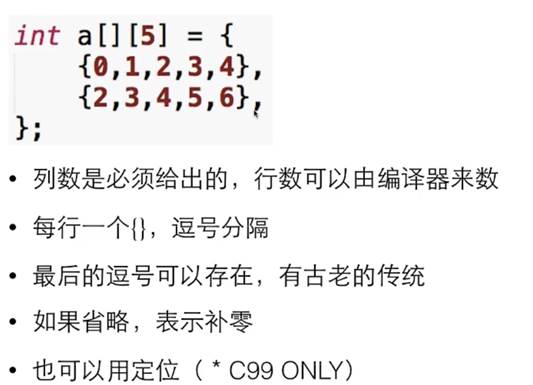 int a[][5] = {
    {0,1,2,3,4},
    {2,3,4,5,6},
};
• 列数是必须给出的，行数可以由编译器来数
• 每行一个{}，逗号分隔
• 最后的逗号可以存在，有古老的传统
• 如果省略，表示补零
• 也可以用定位（ * C99 ONLY）